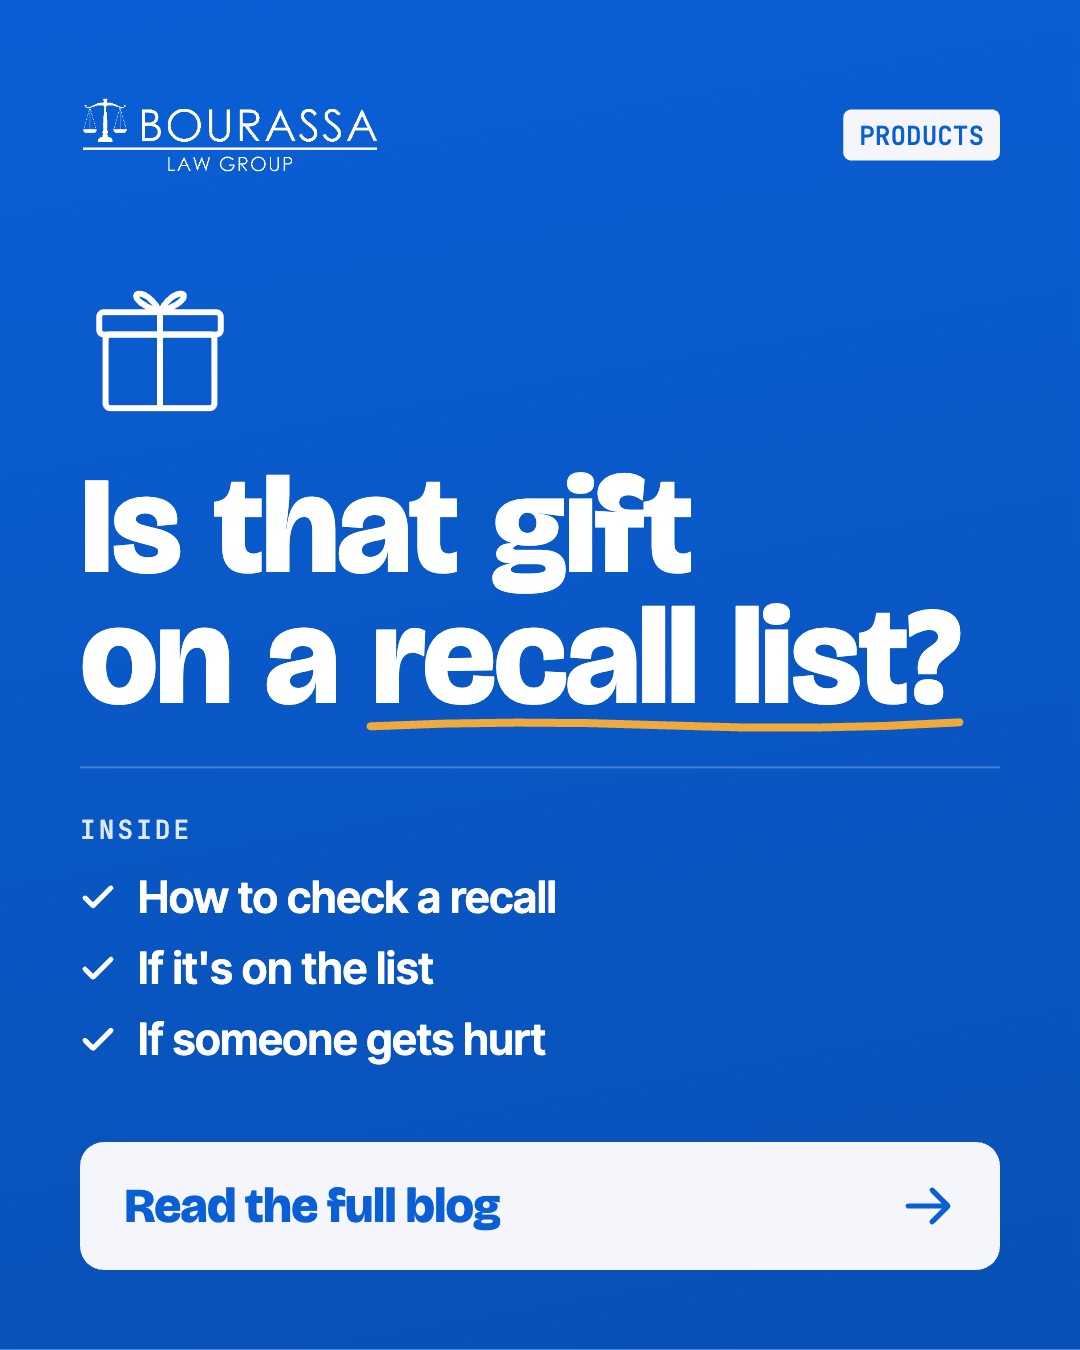 BOURASSA
LAW GROUP
PRODUCTS
Is that gift
on a recall list?
INSIDE
How to check a recall
If it's on the list
If someone gets hurt
Read the full blog